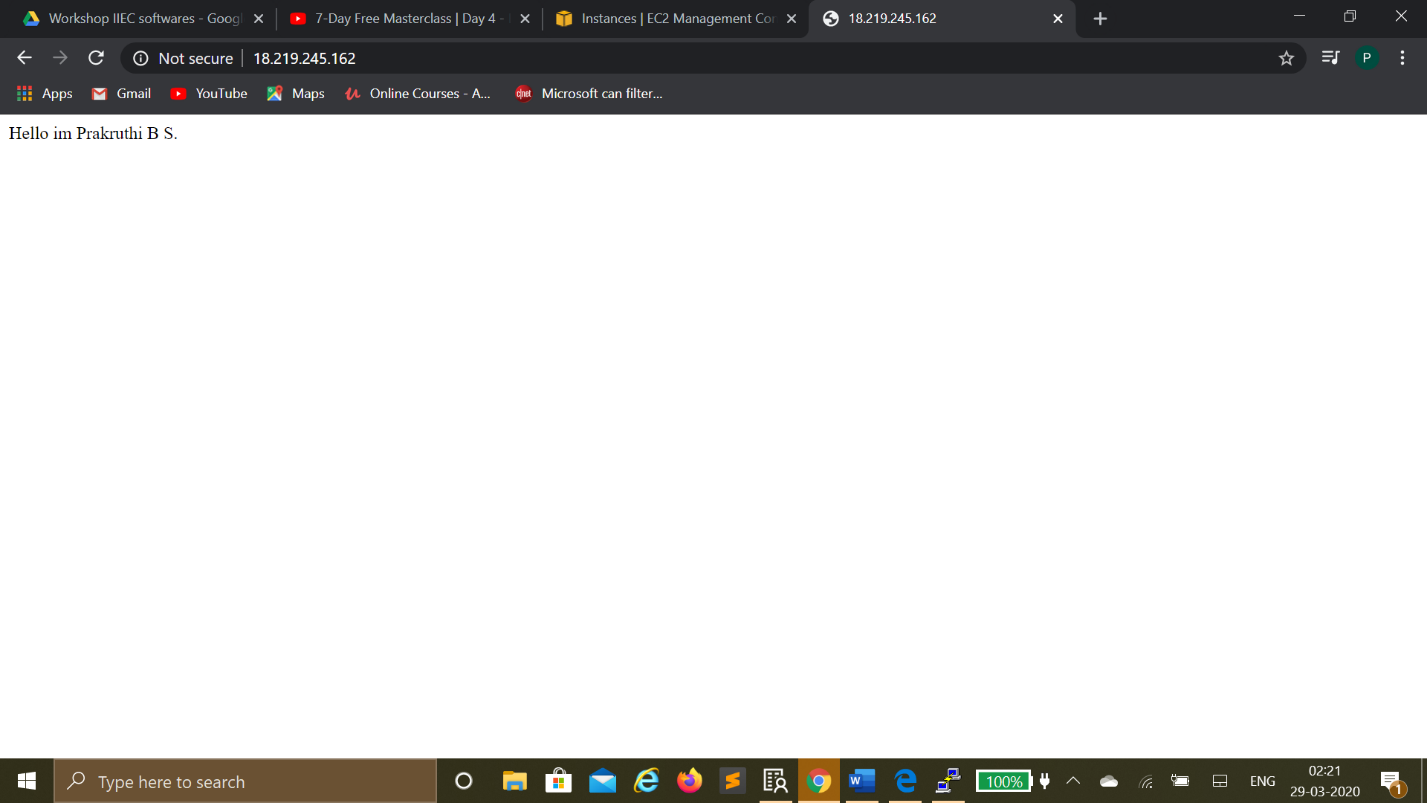 Workshop IIEC softwares - Goog
7-Day Free Masterclass | Day 4 -
Instances | EC2 Management Cor
18.219.245.162
Not secure
18.219.245.162
P
Apps
Gmail
YouTube
Maps
Online Courses - A...
cnet
Microsoft can filter...
Hello im Prakruthi B S.
Type here to search
W
100%
ENG
02:21
29-03-2020
1